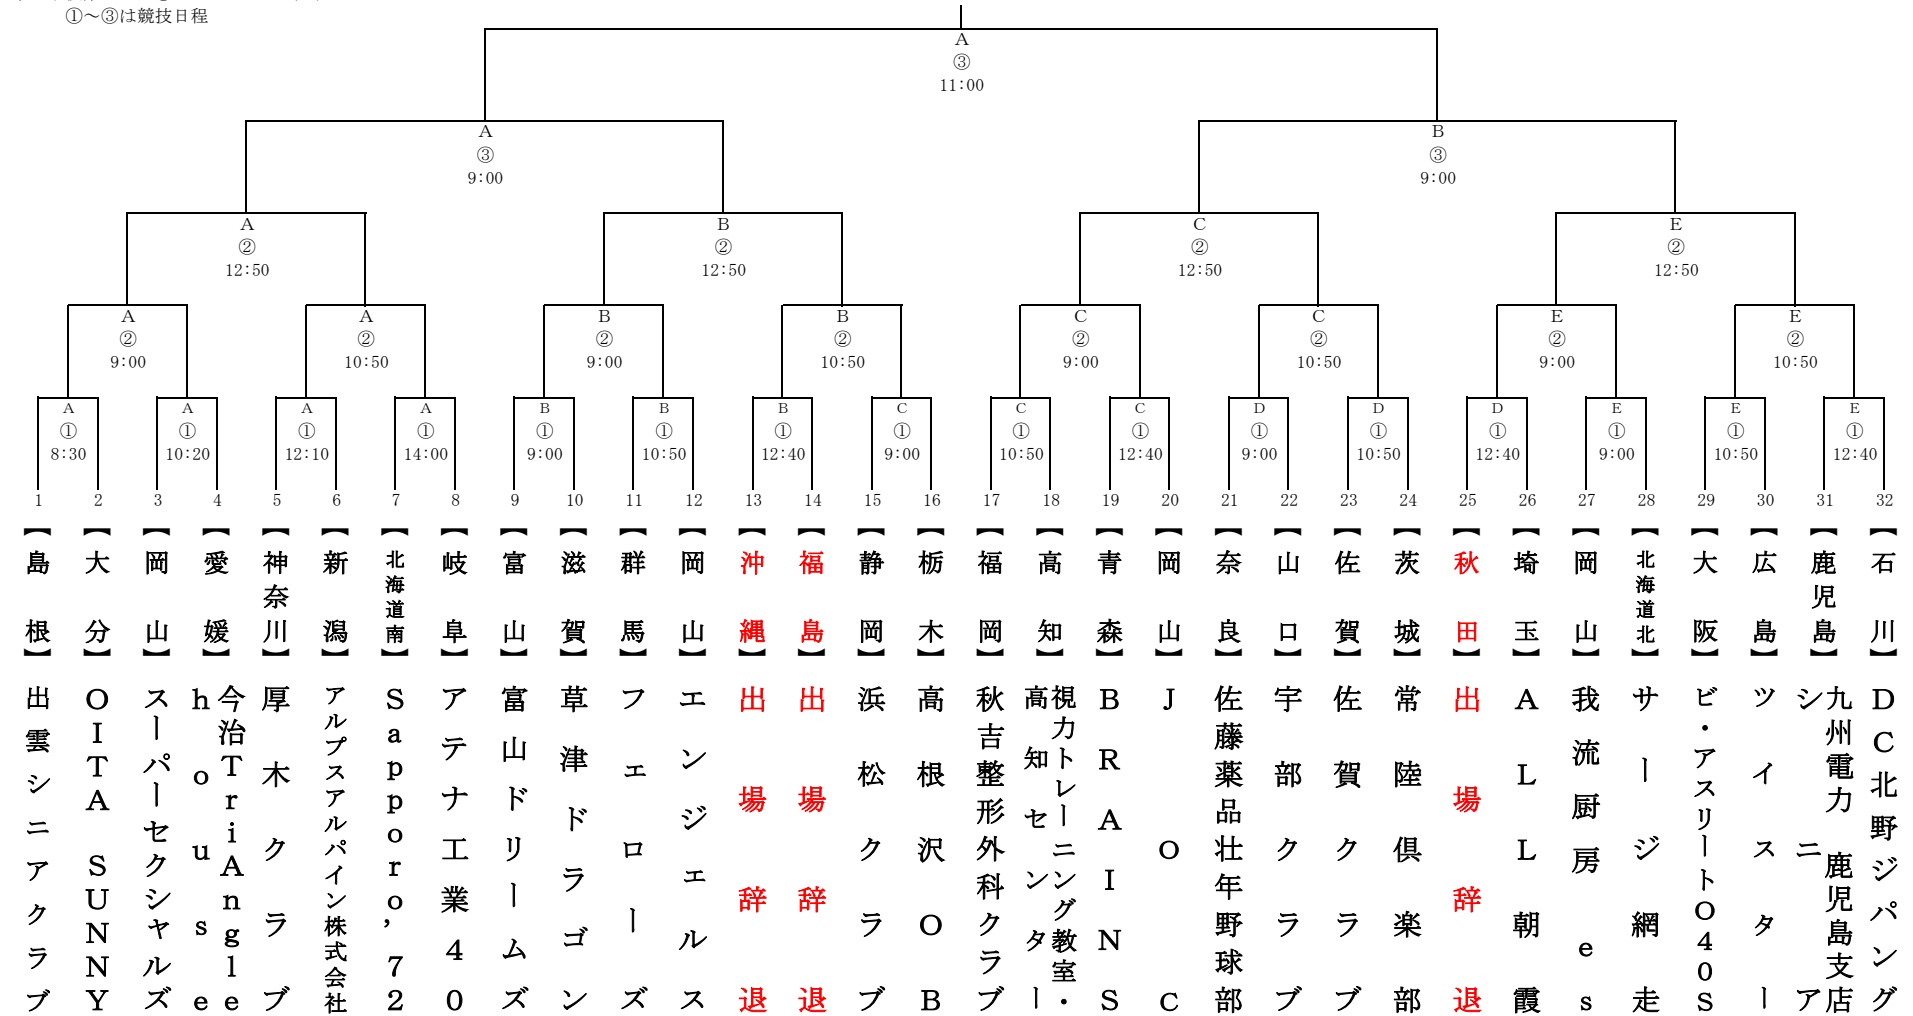 ①～③は競技日程
A
③
11:00
A
③
9:00
B
③
9:00
A
②
12:50
B
②
12:50
C
②
12:50
E
②
12:50
A
②
9:00
A
②
10:50
B
②
9:00
B
②
10:50
C
②
9:00
C
②
10:50
E
②
9:00
E
②
10:50
A
①
8:30
A
①
10:20
A
①
12:10
A
①
14:00
B
①
9:00
B
①
10:50
B
①
12:40
C
①
9:00
C
①
10:50
C
①
12:40
D
①
9:00
D
①
10:50
D
①
12:40
E
①
9:00
E
①
10:50
E
①
12:40
1
【島根】
出雲シニアクラブ
2
【大分】
OITA SUNNY
3
【岡山】
スーパーセクシャルズ
4
【愛媛】
今治TriAngle
house
5
【神奈川】
厚木クラブ
6
【新潟】
アルプスアルパイン株式会社
7
【北海道南】
Sapporo’72
8
【岐阜】
アテナ工業40
9
【富山】
富山ドリームズ
10
【滋賀】
草津ドラゴン
11
【群馬】
フェローズ
12
【岡山】
エンジェルス
13
【沖縄】
出場辞退
14
【福島】
出場辞退
15
【静岡】
浜松クラブ
16
【栃木】
高根沢OB
17
【福岡】
秋吉整形外科クラブ
18
【高知】
視力トレーニング教室・
高知センター
19
【青森】
BRAINS
20
【岡山】
JOC
21
【奈良】
佐藤薬品壮年野球部
22
【山口】
宇部クラブ
23
【佐賀】
佐賀クラブ
24
【茨城】
常陸倶楽部
25
【秋田】
出場辞退
26
【埼玉】
ALL朝霞
27
【岡山】
我流厨房es
28
【北海道北】
サージ網走
29
【大阪】
ビ・アスリートO40S
30
【広島】
ツイスター
31
【鹿児島】
九州電力 鹿児島支店
シニア
32
【石川】
DC北野ジパング